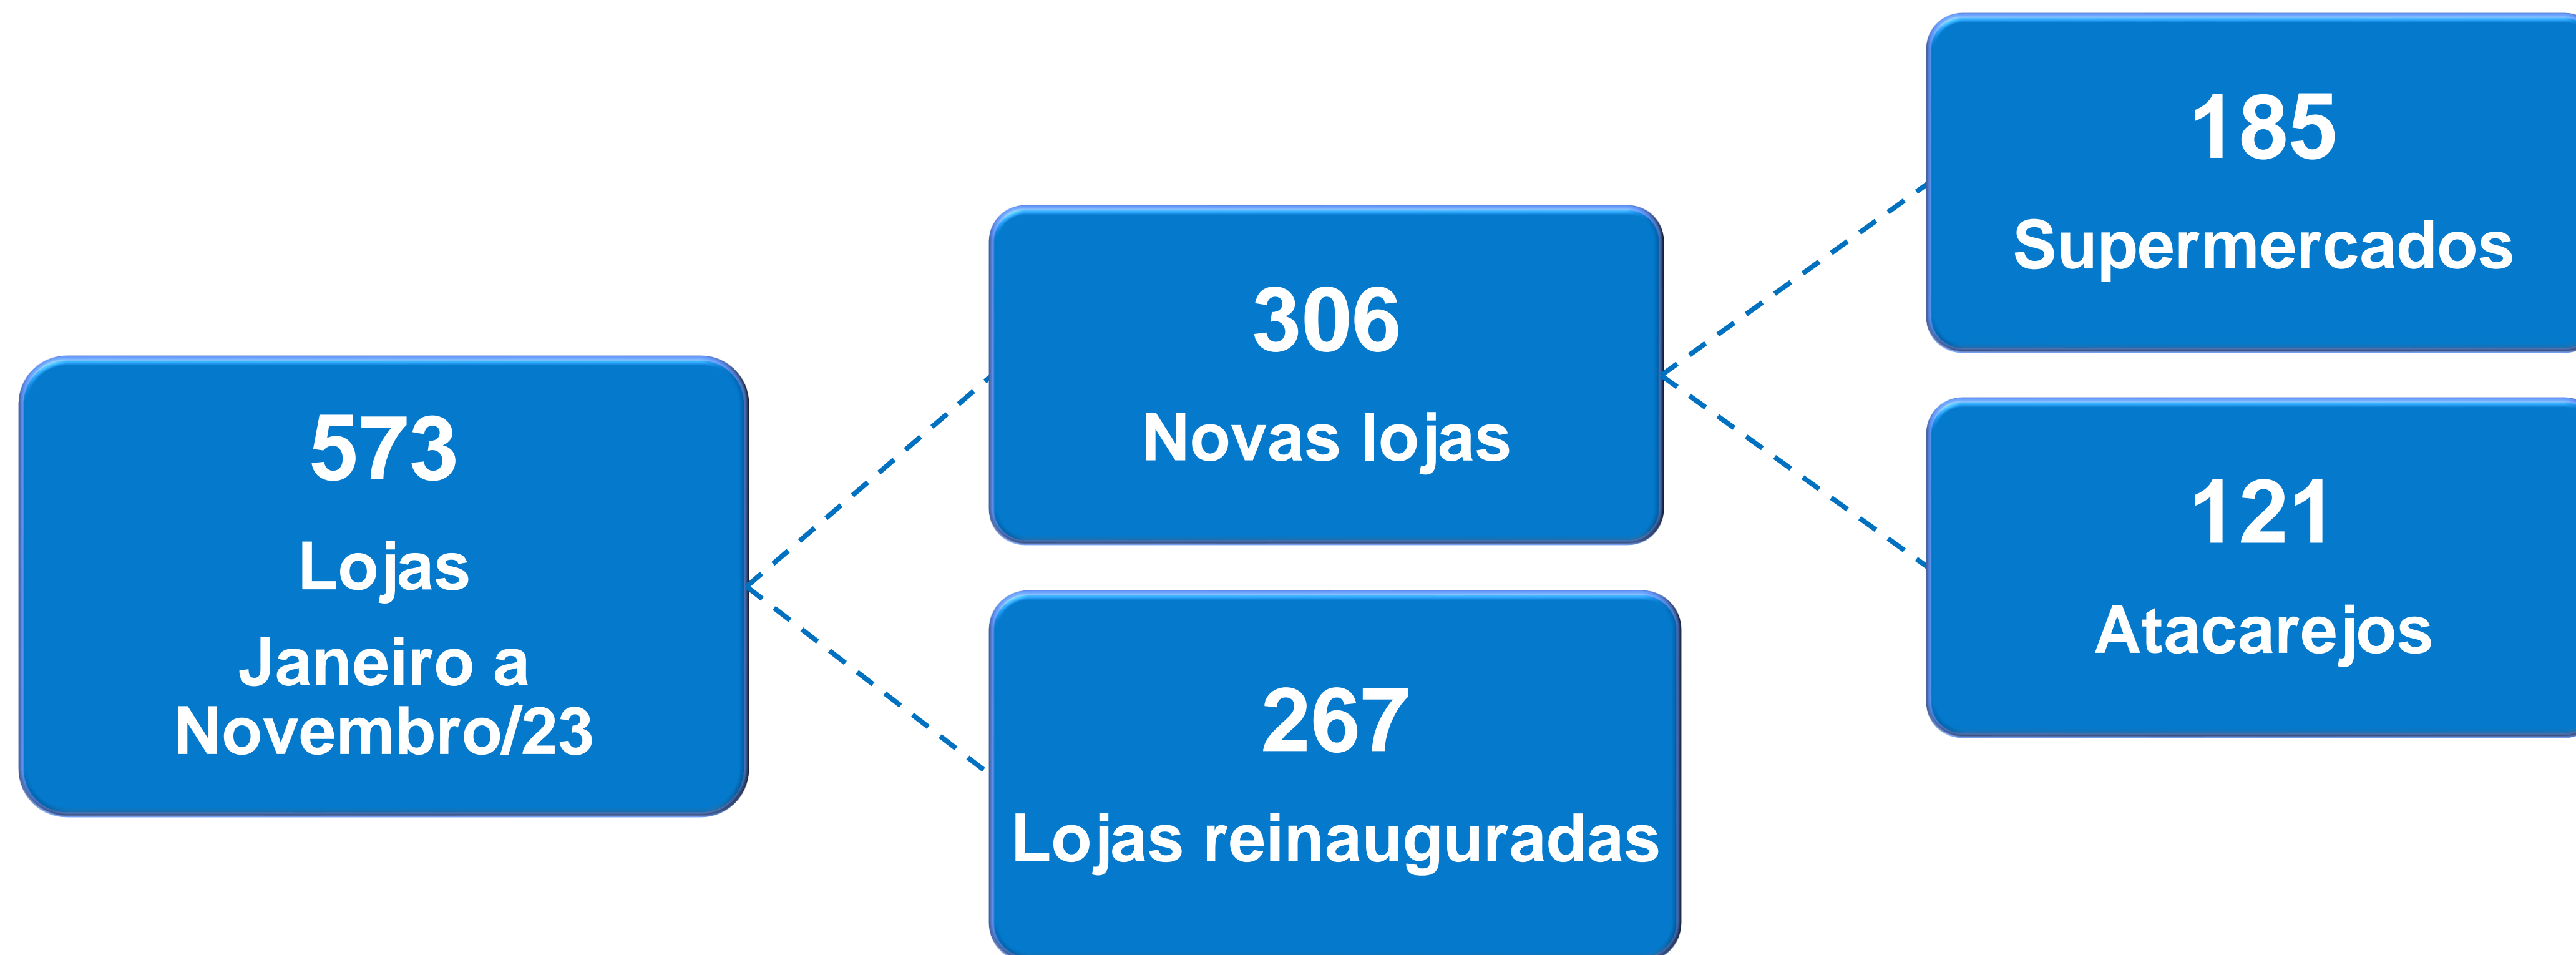 573
Lojas
Janeiro a
Novembro/23
306
Novas lojas
267
Lojas reinauguradas
185
Supermercados
121
Atacarejos